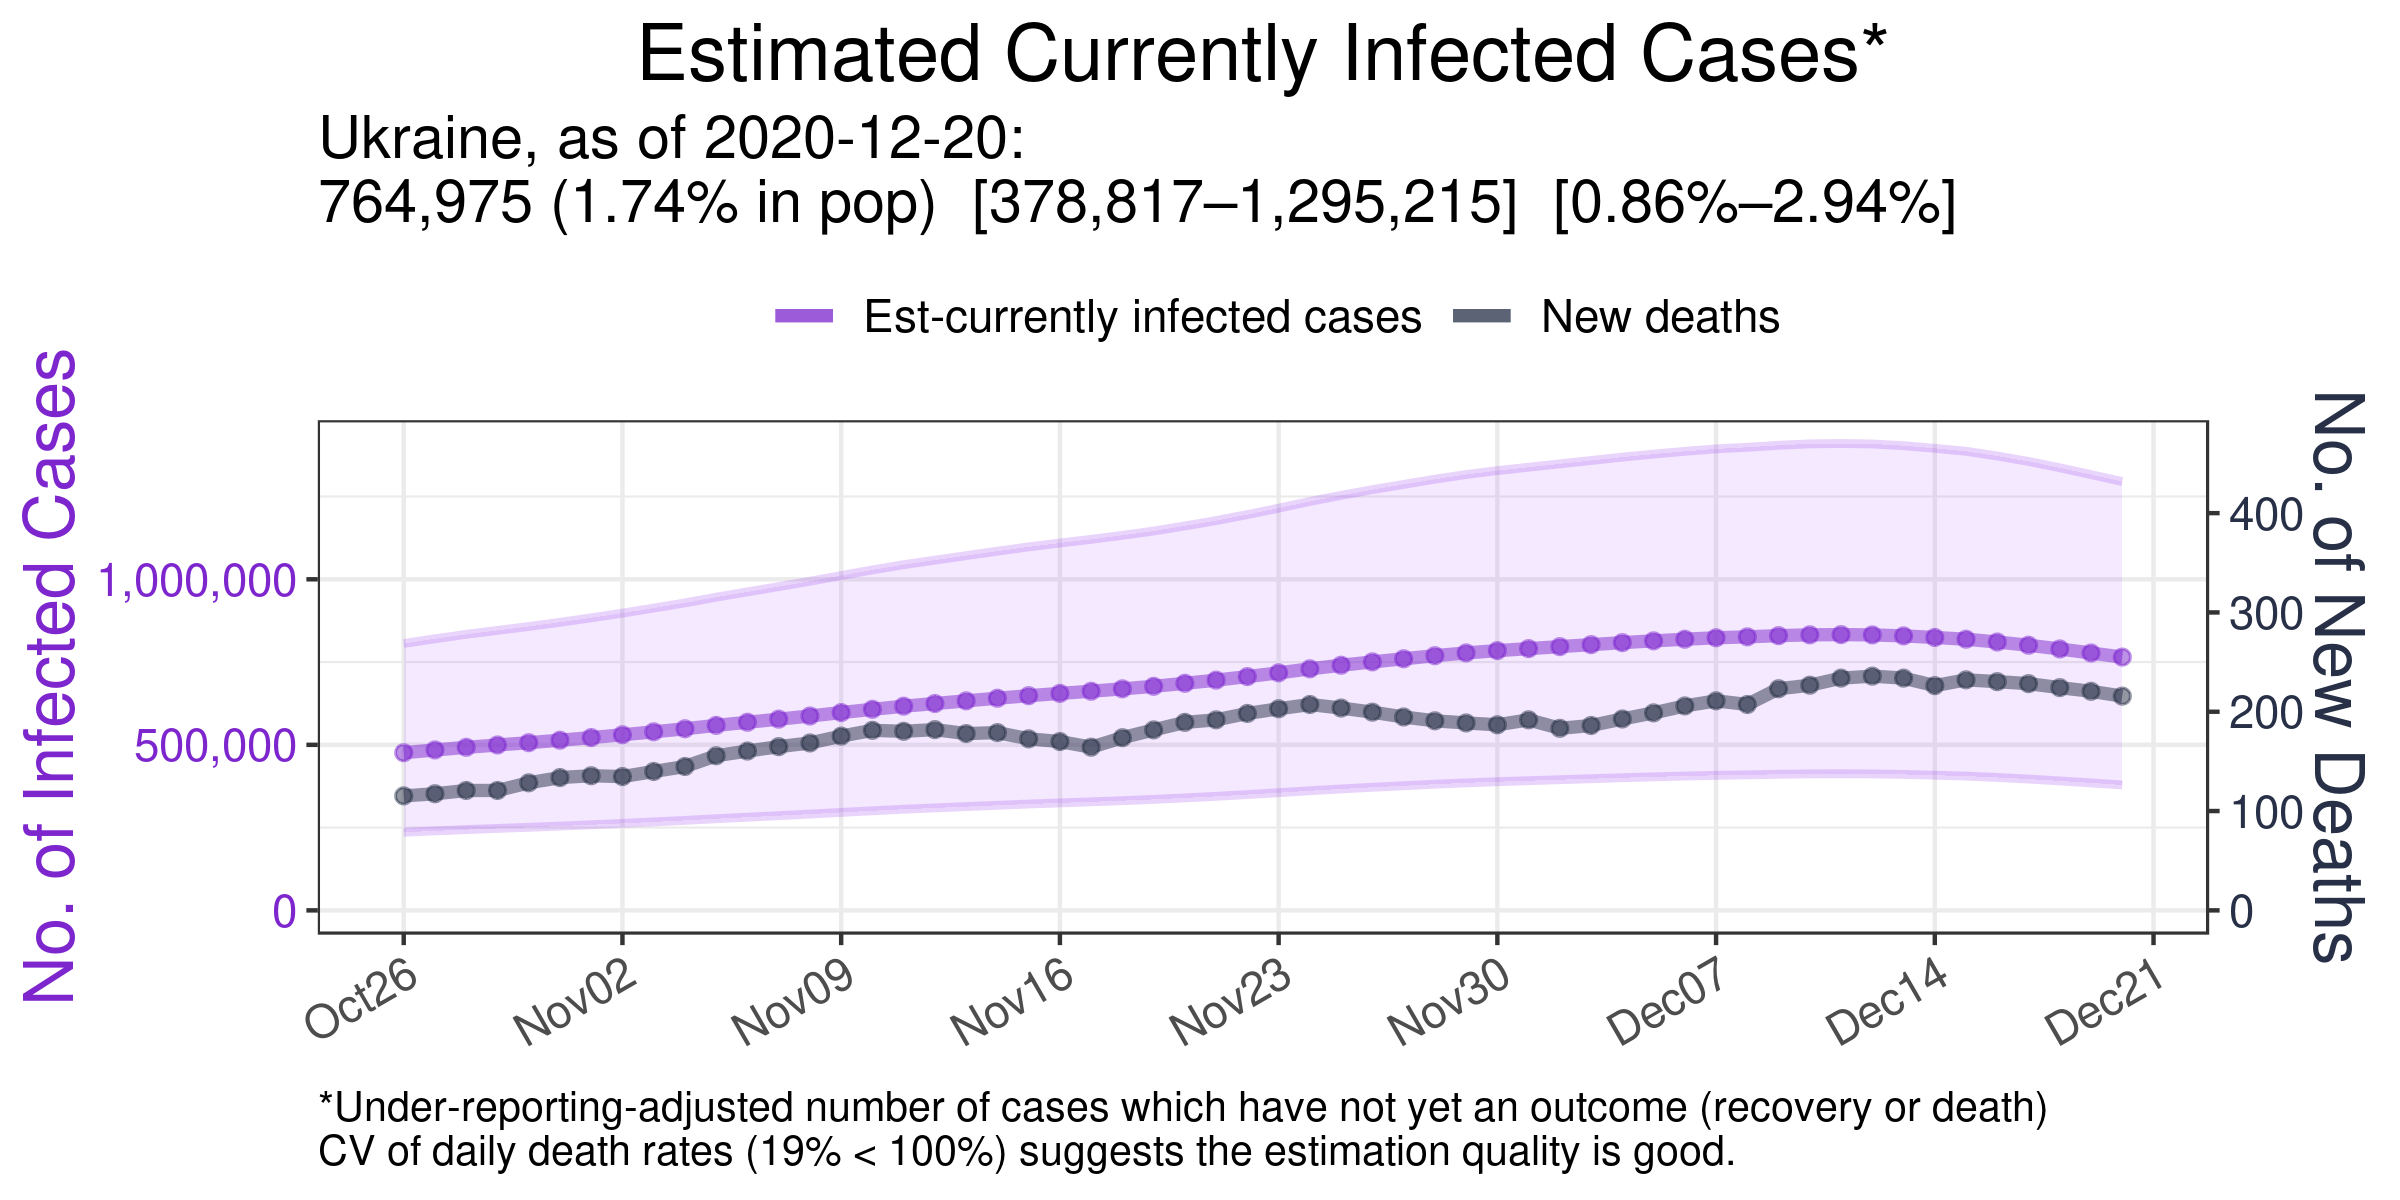 Estimated Currently Infected Cases*
Ukraine, as of 2020-12-20:
764,975 (1.74% in pop) [378,817–1,295,215] [0.86%–2.94%]
Est-currently infected cases
New deaths
No. of Infected Cases
1,000,000
500,000
0
No. of New Deaths
400
300
200
100
0
Oct26
Nov02
Nov09
Nov16
Nov23
Nov30
Dec07
Dec14
Dec21
*Under-reporting-adjusted number of cases which have not yet an outcome (recovery or death)
CV of daily death rates (19% < 100%) suggests the estimation quality is good.